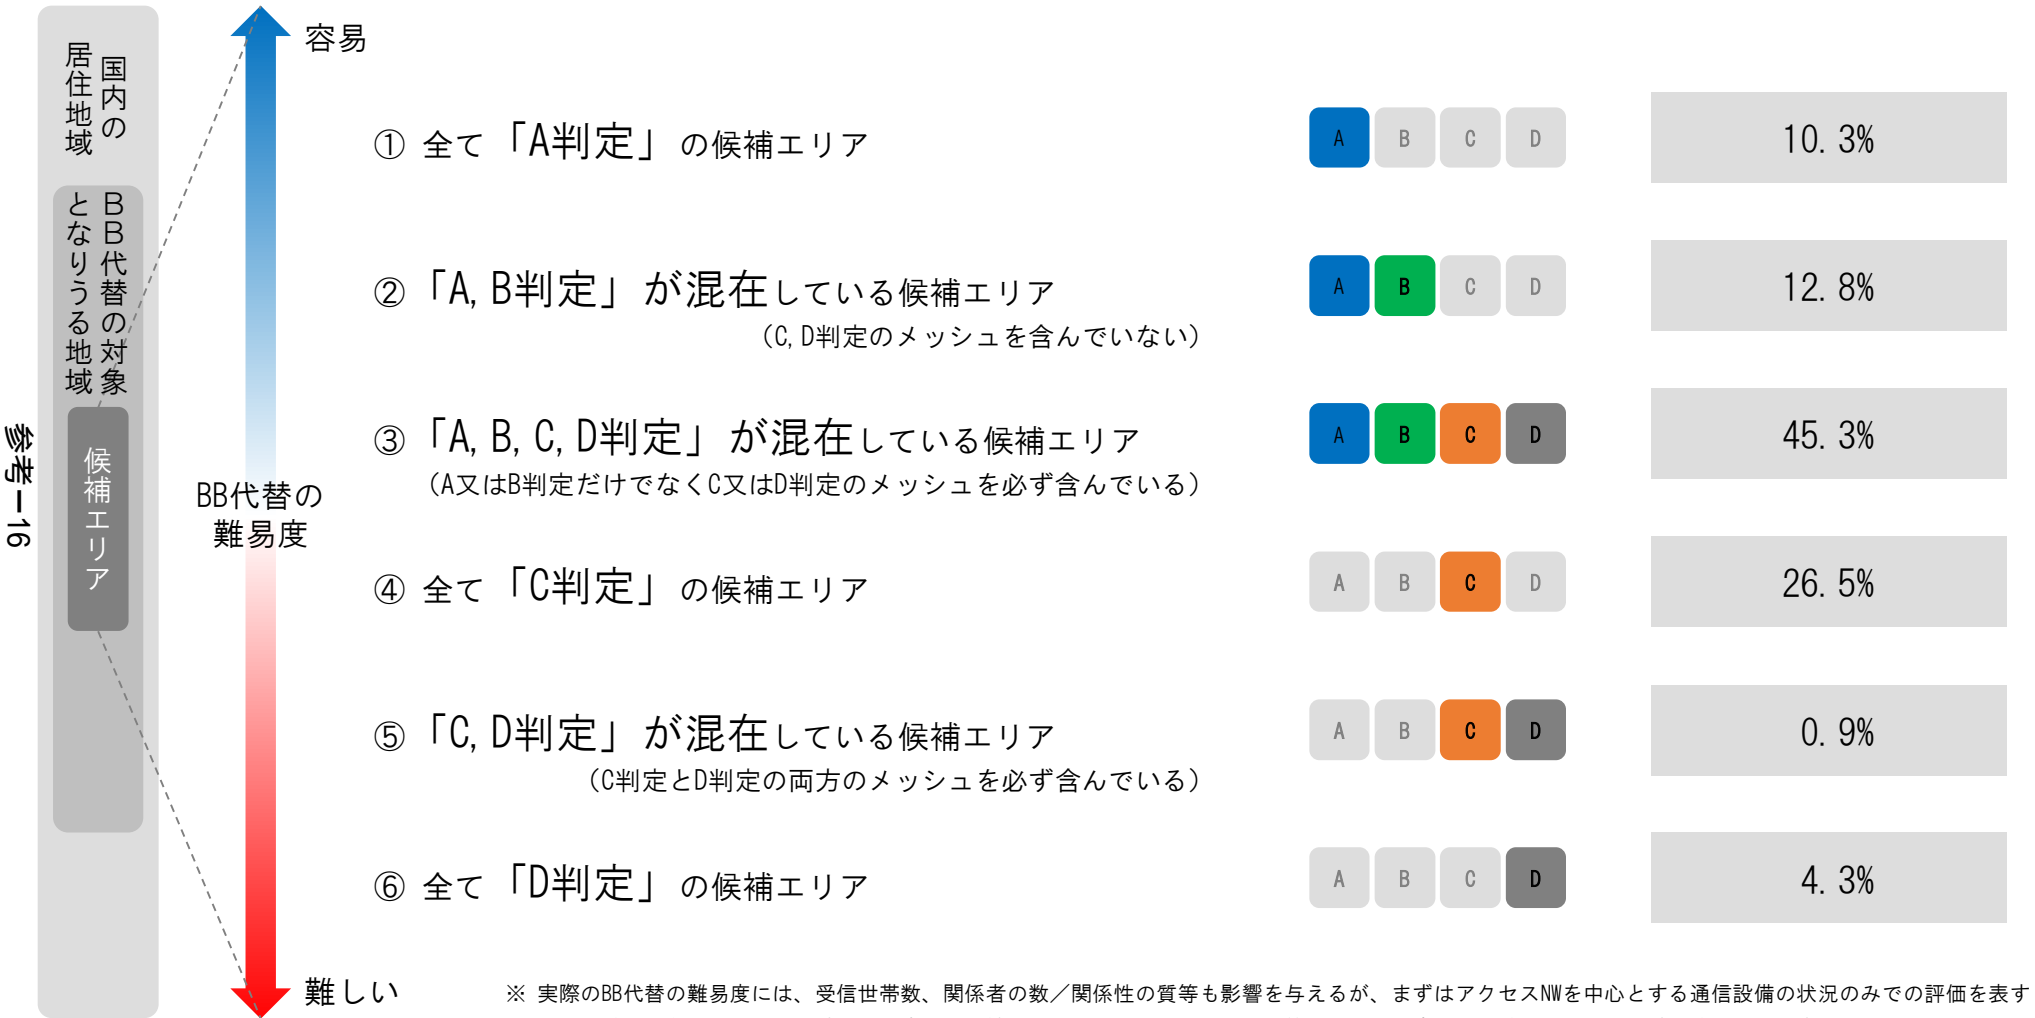 国内の
居住地域
BB代替の対象
となりうる地域
候補エリア
参考ー16
容易
BB代替の
難易度
難しい
① 全て「A判定」の候補エリア
A B C D
10.3%
②「A,B判定」が混在している候補エリア
(C,D判定のメッシュを含んでいない)
A B C D
12.8%
③「A,B,C,D判定」が混在している候補エリア
(A又はB判定だけでなくC又はD判定のメッシュを必ず含んでいる)
A B C D
45.3%
④ 全て「C判定」の候補エリア
A B C D
26.5%
⑤「C,D判定」が混在している候補エリア
(C判定とD判定の両方のメッシュを必ず含んでいる)
A B C D
0.9%
⑥ 全て「D判定」の候補エリア
A B C D
4.3%
※ 実際のBB代替の難易度には、受信世帯数、関係者の数/関係性の質等も影響を与えるが、まずはアクセスNWを中心とする通信設備の状況のみでの評価を表す